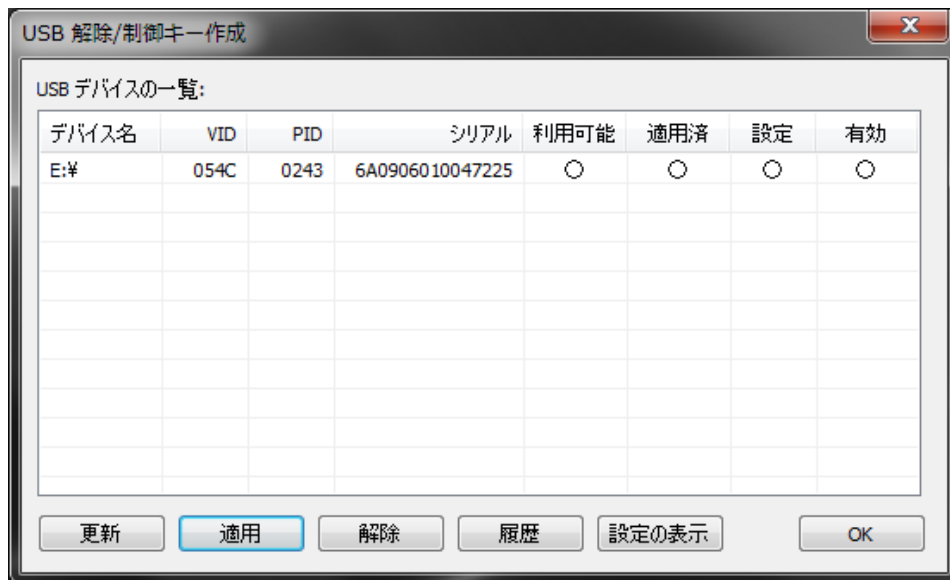 USB 解除/制御キー作成
USB デバイスの一覧:
デバイス名 VID PID シリアル 利用可能 適用済 設定 有効
E:¥ 054C 0243 6A0906010047225 ○ ○ ○ ○
更新 適用 解除 履歴 設定の表示 OK